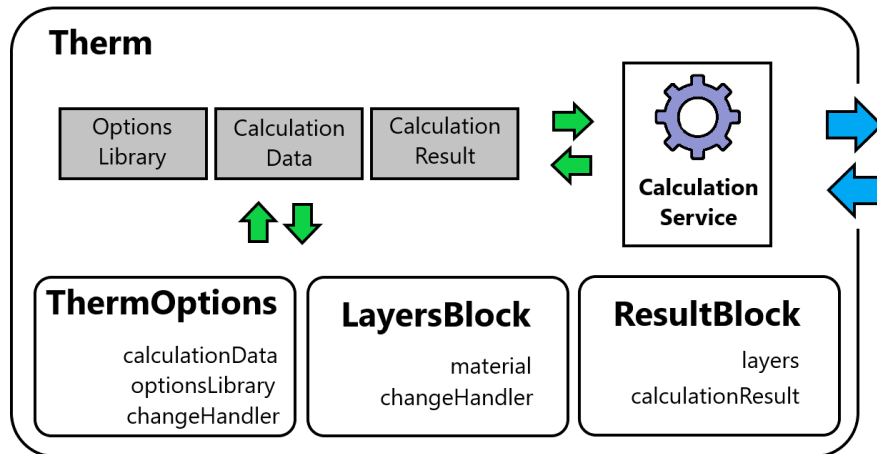 Therm
Options
Library
Calculation
Data
Calculation
Result
Calculation
Service
ThermOptions
calculationData
optionsLibrary
changeHandler
LayersBlock
material
changeHandler
ResultBlock
layers
calculationResult